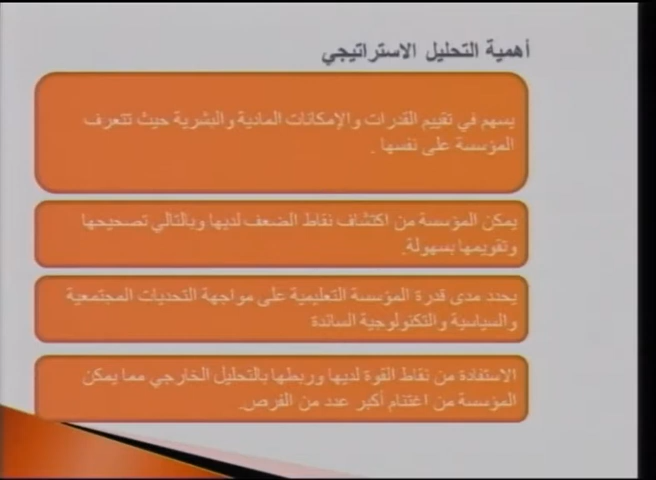 أهمية التحليل الاستراتيجي
يسهم في تقييم القدرات والإمكانات المادية والبشرية حيث تتعرف
المؤسسة على نفسها .
يمكن المؤسسة من اكتشاف نقاط الضعف لديها وبالتالي تصحيحها
وتقويمها بسهولة.
يحدد مدى قدرة المؤسسة التعليمية على مواجهة التحديات المجتمعية
والسياسية والتكنولوجية السائدة
الاستفادة من نقاط القوة لديها وربطها بالتحليل الخارجي مما يمكن
المؤسسة من اغتنام أكبر عدد من الفرص.